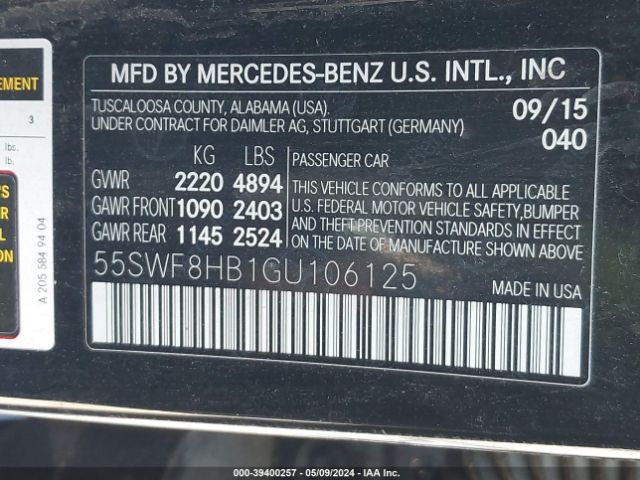 EMENT
3
lbs.
lb.
'S
R
L
A 205 584 94 04
MFD BY MERCEDES-BENZ U.S. INTL., INC
TUSCALOOSA COUNTY, ALABAMA (USA).
UNDER CONTRACT FOR DAIMLER AG, STUTTGART (GERMANY)
09/15
040
KG LBS
GVWR 2220 4894
GAWR FRONT 1090 2403
GAWR REAR 1145 2524
PASSENGER CAR
THIS VEHICLE CONFORMS TO ALL APPLICABLE
U.S. FEDERAL MOTOR VEHICLE SAFETY, BUMPER
AND THEFT PREVENTION STANDARDS IN EFFECT
ON THE DATE OF MANUFACTURE SHOWN ABOVE.
55SWF8HB1GU106125
MADE IN USA
000-39400257 - 05/09/2024 - IAAI.COM